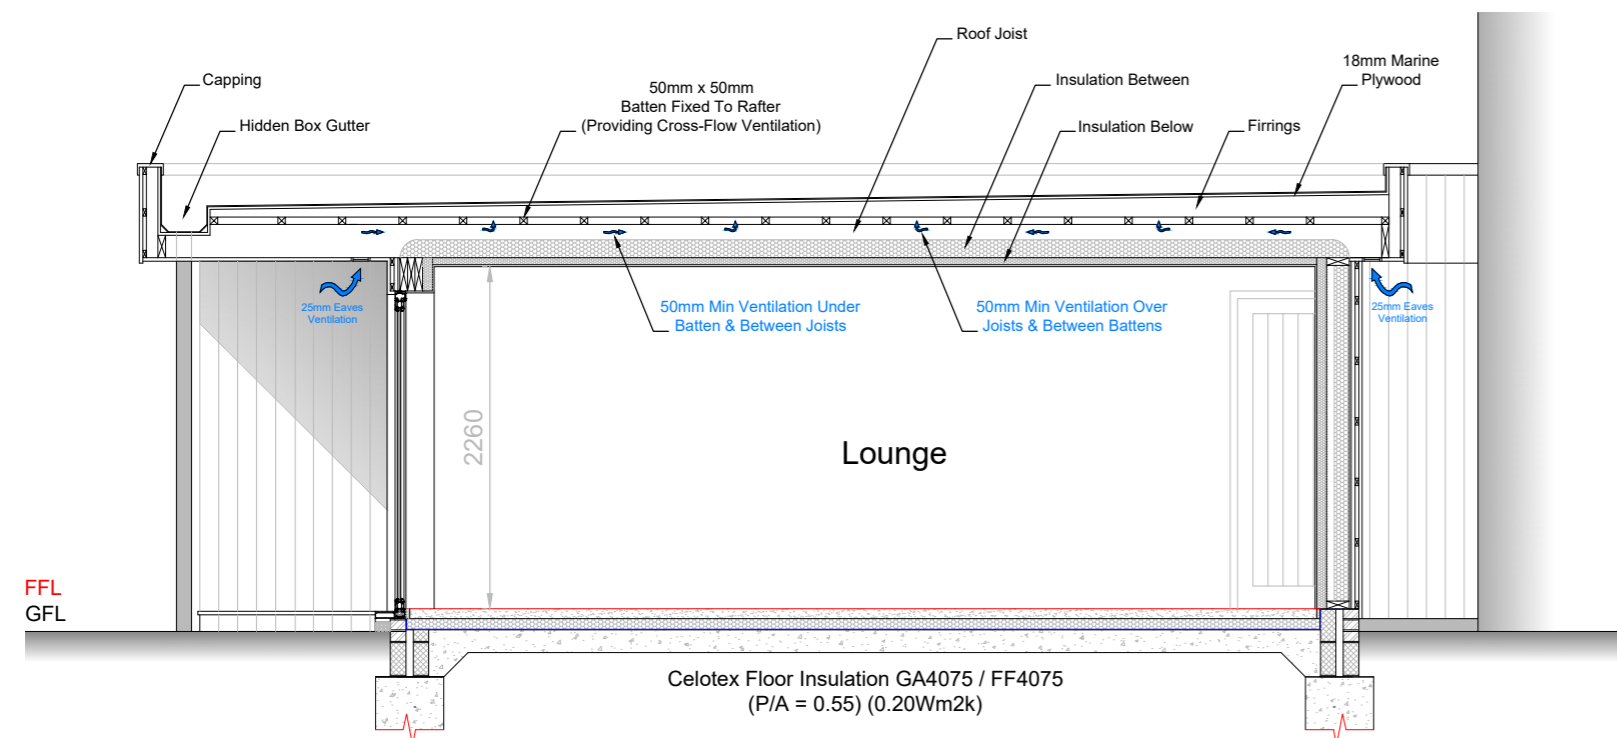 Roof Joist
18mm Marine
Plywood
Capping
50mm x 50mm
Batten Fixed To Rafter
(Providing Cross-Flow Ventilation)
Insulation Between
Hidden Box Gutter
Insulation Below
Firrings
25mm Eaves
Ventilation
50mm Min Ventilation Under
Batten & Between Joists
50mm Min Ventilation Over
Joists & Between Battens
25mm Eaves
Ventilation
2260
Lounge
FFL
GFL
Celotex Floor Insulation GA4075 / FF4075
(P/A = 0.55) (0.20Wm2k)